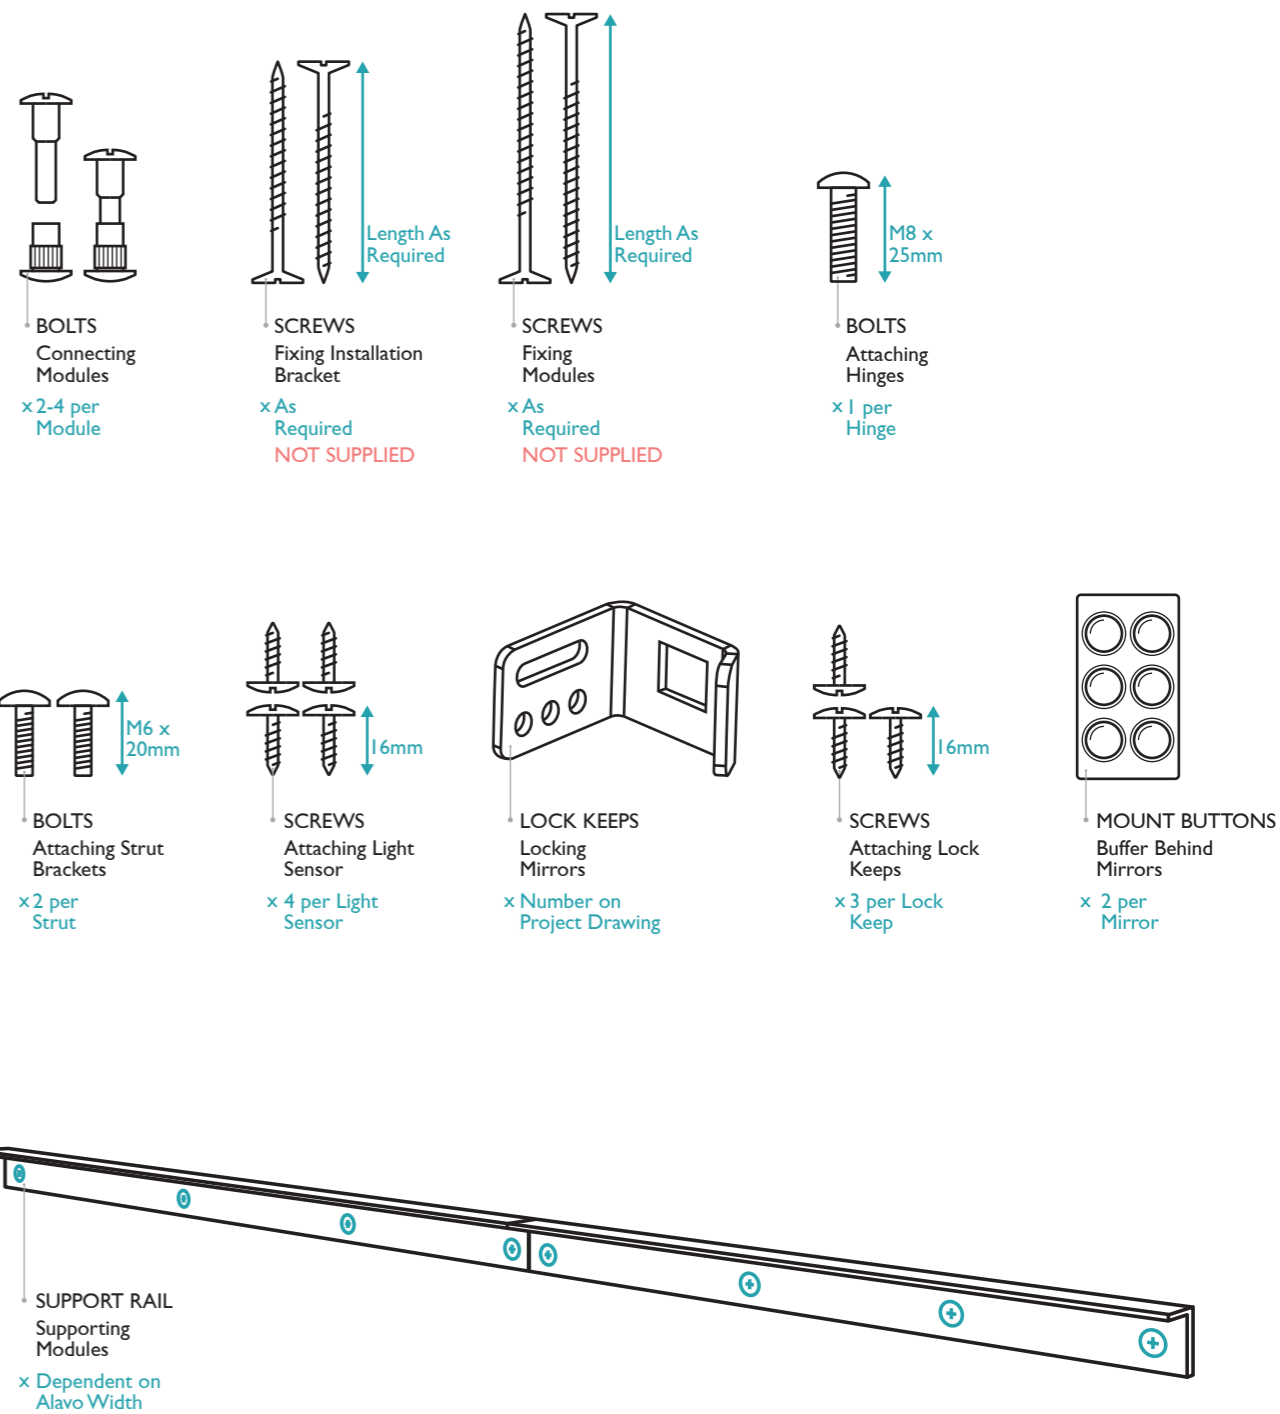 Length As
Required
Length As
Required
M8 x
25mm
BOLTS
Connecting
Modules
x 2-4 per
Module
SCREWS
Fixing Installation
Bracket
x As
Required
NOT SUPPLIED
SCREWS
Fixing
Modules
x As
Required
NOT SUPPLIED
BOLTS
Attaching
Hinges
x 1 per
Hinge
M6 x
20mm
16mm
16mm
BOLTS
Attaching Strut
Brackets
x 2 per
Strut
SCREWS
Attaching Light
Sensor
x 4 per Light
Sensor
LOCK KEEPS
Locking
Mirrors
x Number on
Project Drawing
SCREWS
Attaching Lock
Keeps
x 3 per Lock
Keep
MOUNT BUTTONS
Buffer Behind
Mirrors
x 2 per
Mirror
SUPPORT RAIL
Supporting
Modules
x Dependent on
Alavo Width